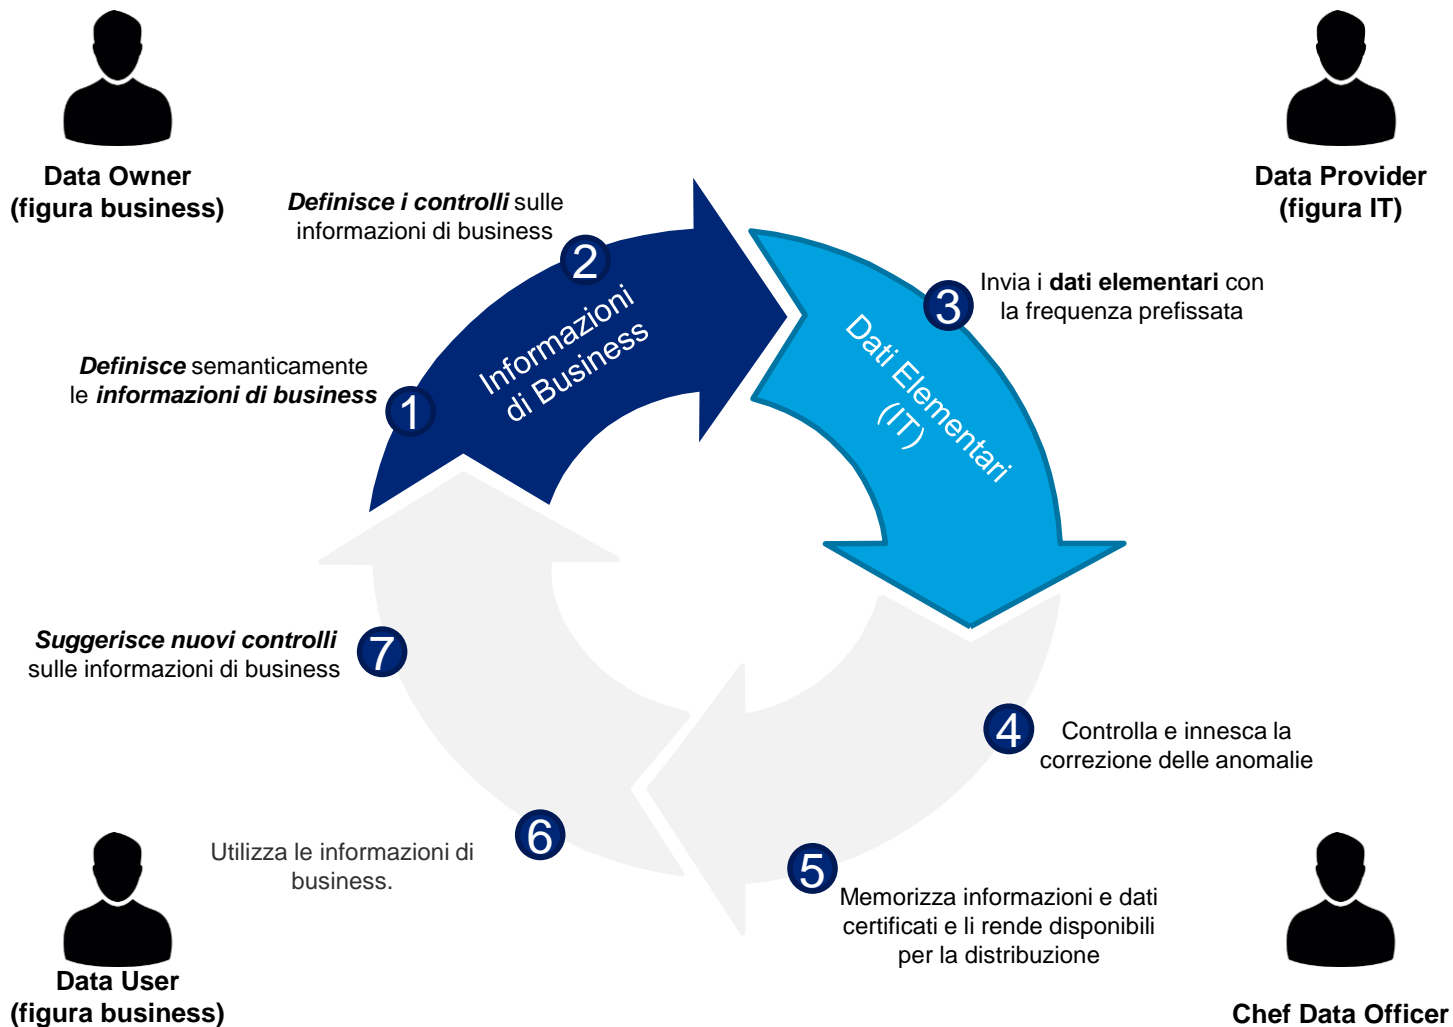 Data Owner
(figura business)
Data Provider
(figura IT)
Definisce i controlli sulle
informazioni di business
2
Informazioni
di Business
3
Invia i dati elementari con
la frequenza prefissata
Dati Elementari
(IT)
Definisce semanticamente
le informazioni di business
1
Suggerisce nuovi controlli
sulle informazioni di business
7
4
Controlla e innesca la
correzione delle anomalie
6
Utilizza le informazioni di
business.
5
Memorizza informazioni e dati
certificati e li rende disponibili
per la distribuzione
Data User
(figura business)
Chef Data Officer